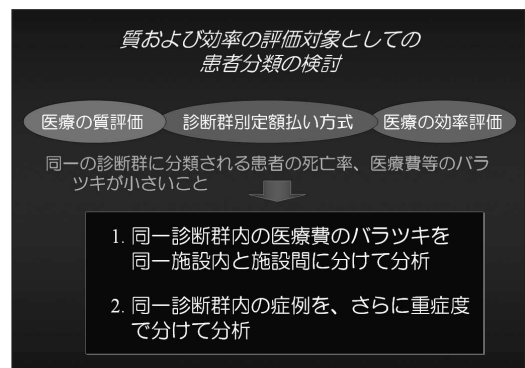 質および効率の評価対象としての
患者分類の検討
医療の質評価 診断群別定額払い方式 医療の効率評価
同一の診断群に分類される患者の死亡率、医療費等のバラ
ツキが小さいこと
1. 同一診断群内の医療費のバラツキを
同一施設内と施設間に分けて分析
2. 同一診断群内の症例を、さらに重症度
で分けて分析